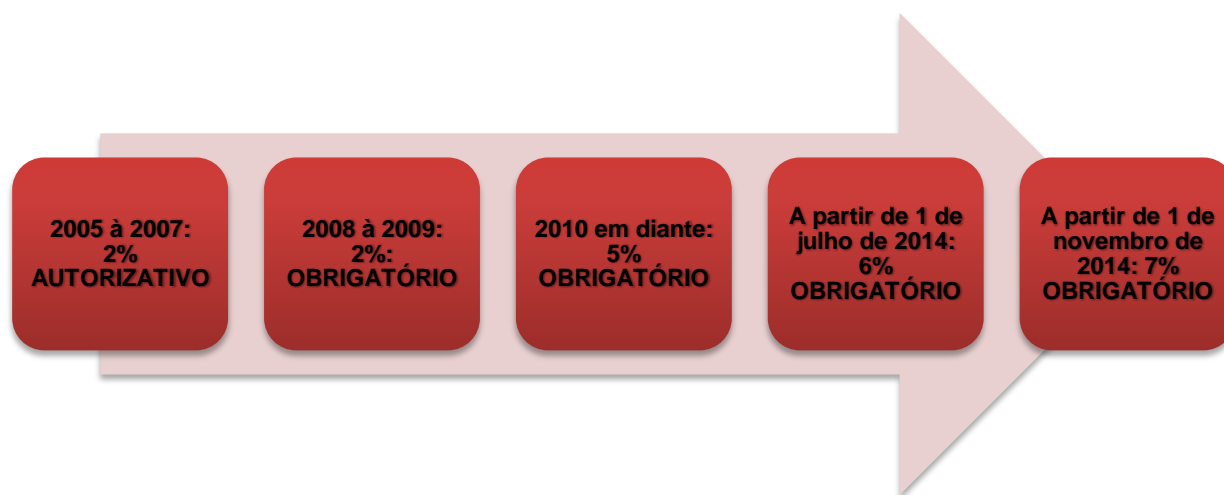 2005 à 2007:
2%
AUTORIZATIVO
2008 à 2009:
2%:
OBRIGATÓRIO
2010 em diante:
5%
OBRIGATÓRIO
A partir de 1 de
julho de 2014:
6%
OBRIGATÓRIO
A partir de 1 de
novembro de
2014: 7%
OBRIGATÓRIO